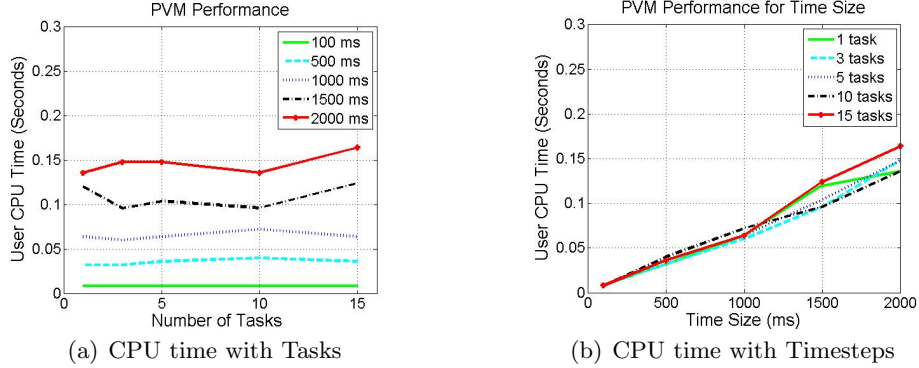 PVM Performance
0.3
0.25
0.2
0.15
0.1
0.05
0
5
10
15
User CPU Time (Seconds)
Number of Tasks
100 ms
500 ms
1000 ms
1500 ms
2000 ms
(a) CPU time with Tasks
PVM Performance for Time Size
0.3
0.25
0.2
0.15
0.1
0.05
0
500
1000
1500
2000
User CPU Time (Seconds)
Time Size (ms)
1 task
3 tasks
5 tasks
10 tasks
15 tasks
(b) CPU time with Timesteps